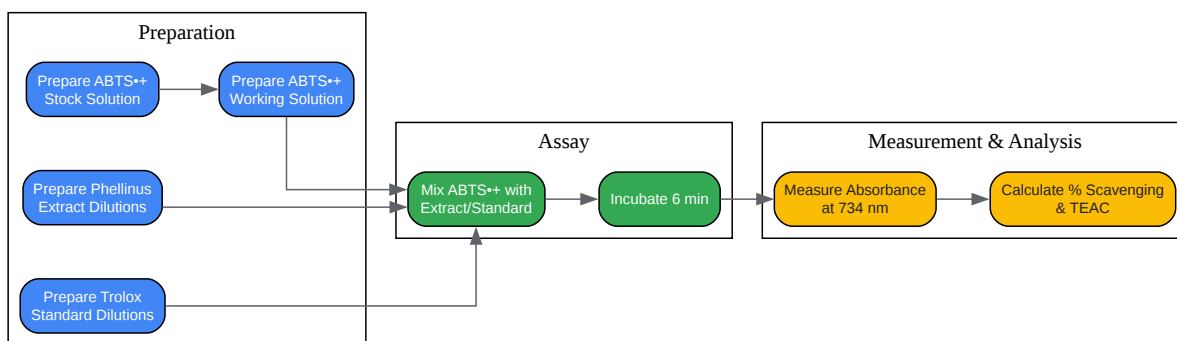 Preparation
Prepare ABTS•+
Stock Solution
Prepare ABTS•+
Working Solution
Prepare Phellinus
Extract Dilutions
Prepare Trolox
Standard Dilutions
Assay
Mix ABTS•+ with
Extract/Standard
Incubate 6 min
Measurement & Analysis
Measure Absorbance
at 734 nm
Calculate % Scavenging
& TEAC